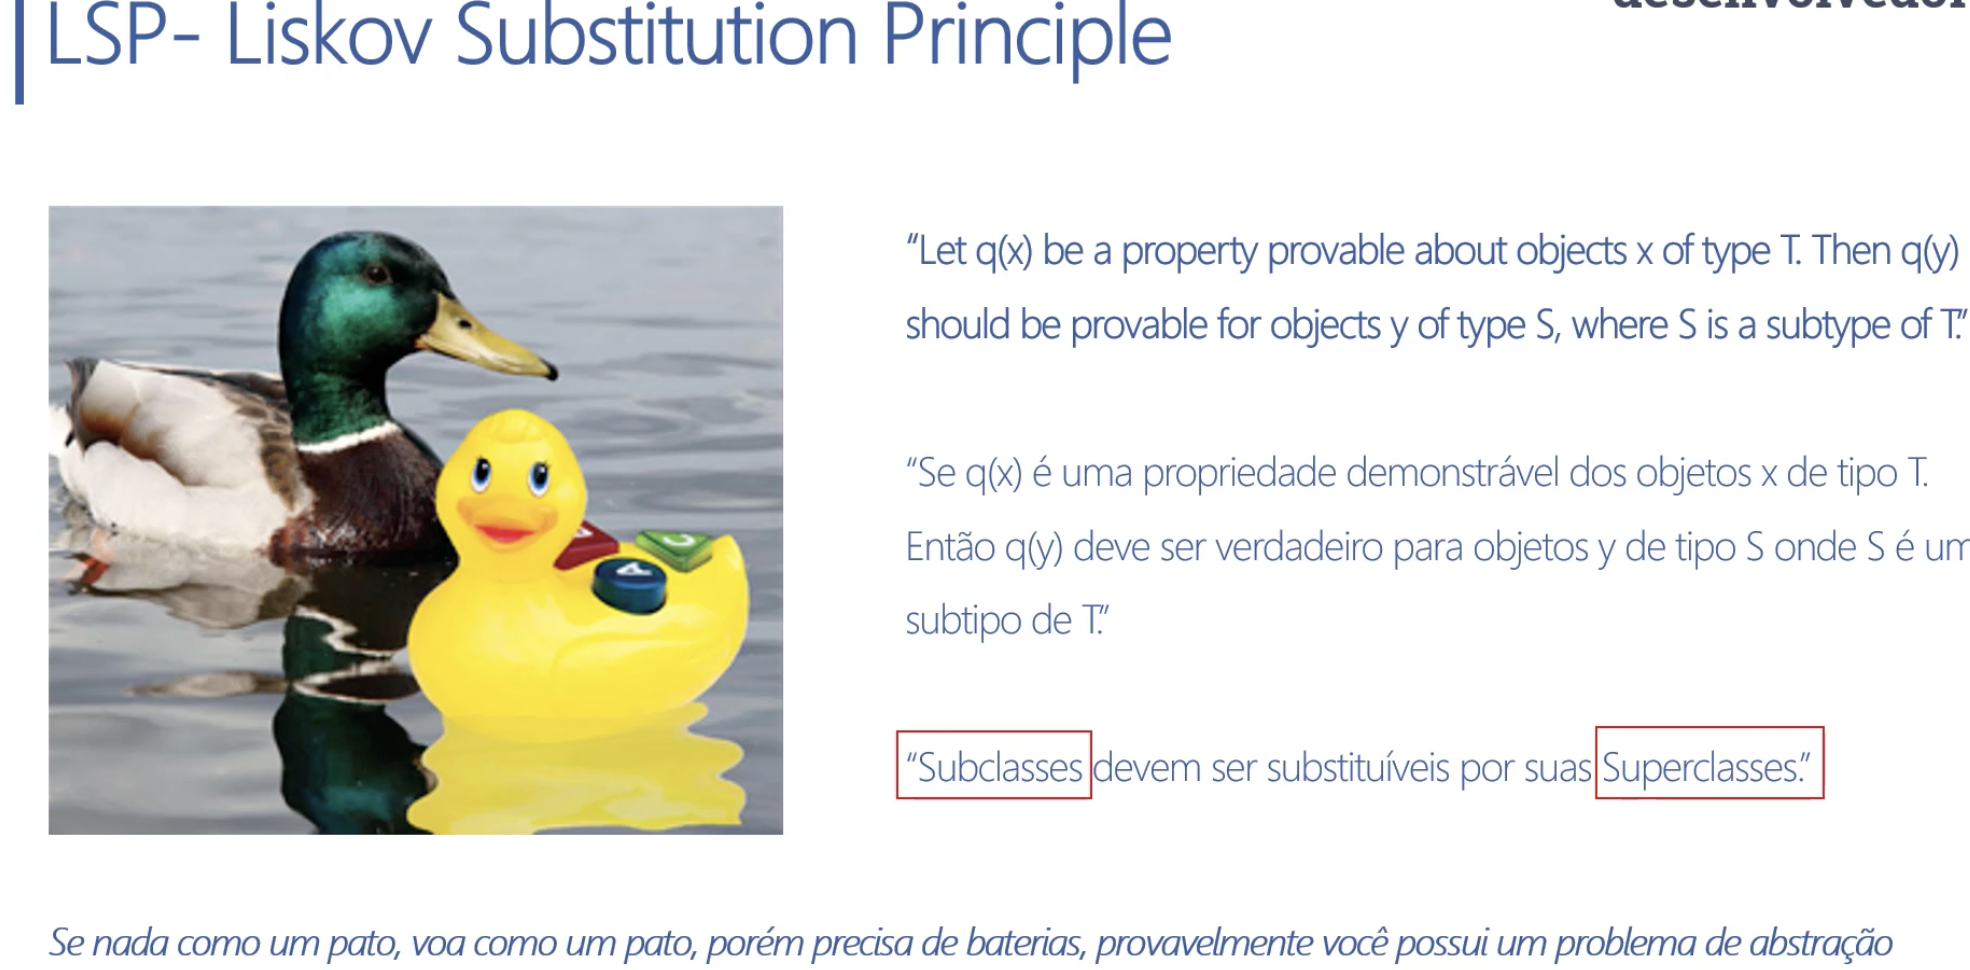 LSP- Liskov Substitution Principle
desenvolvedor
“Let q(x) be a property provable about objects x of type T. Then q(y)
should be provable for objects y of type S, where S is a subtype of T.”
“Se q(x) é uma propriedade demonstrável dos objetos x de tipo T.
Então q(y) deve ser verdadeiro para objetos y de tipo S onde S é um
subtipo de T.”
“Subclasses devem ser substituíveis por suas Superclasses.”
Se nada como um pato, voa como um pato, porém precisa de baterias, provavelmente você possui um problema de abstração
A
C